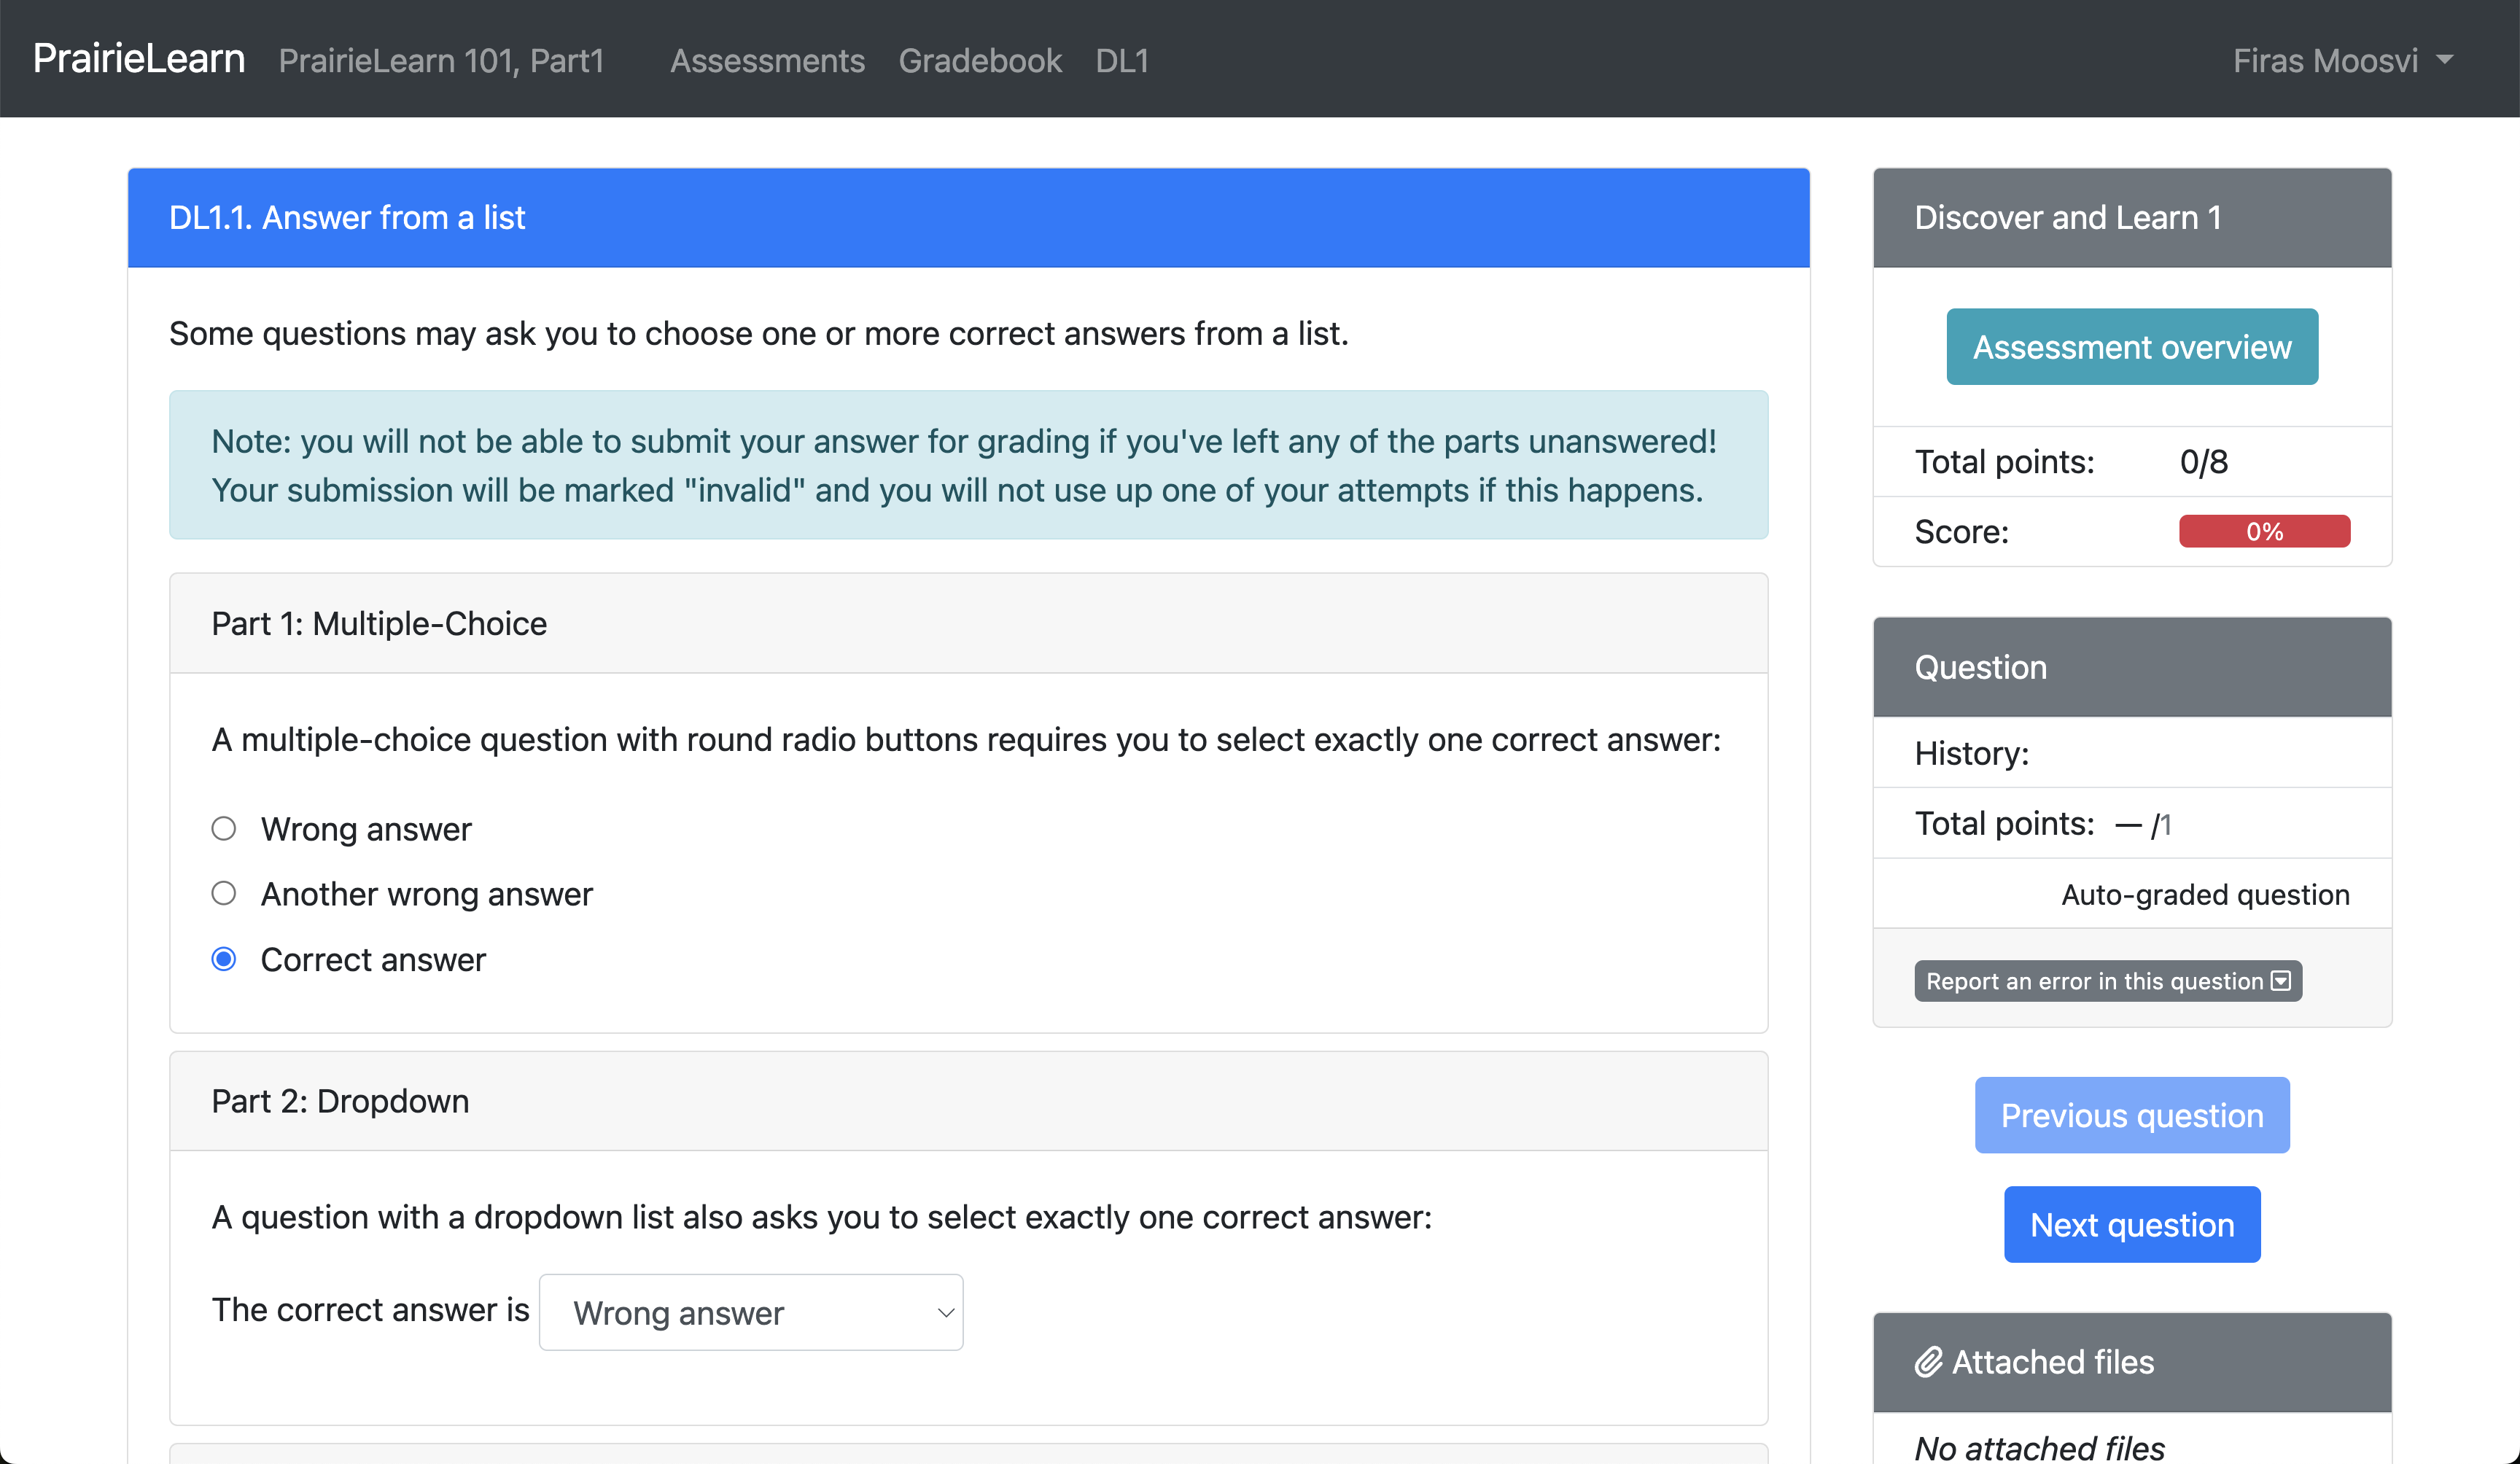 PrairieLearn PrairieLearn 101, Part1 Assessments Gradebook DL1 Firas Moosvi
DL1.1. Answer from a list
Some questions may ask you to choose one or more correct answers from a list.
Note: you will not be able to submit your answer for grading if you've left any of the parts unanswered!
Your submission will be marked "invalid" and you will not use up one of your attempts if this happens.
Part 1: Multiple-Choice
A multiple-choice question with round radio buttons requires you to select exactly one correct answer:
Wrong answer
Another wrong answer
Correct answer
Part 2: Dropdown
A question with a dropdown list also asks you to select exactly one correct answer:
The correct answer is Wrong answer
Discover and Learn 1
Assessment overview
Total points: 0/8
Score: 0%
Question
History:
Total points: — /1
Auto-graded question
Report an error in this question
Previous question
Next question
Attached files
No attached files